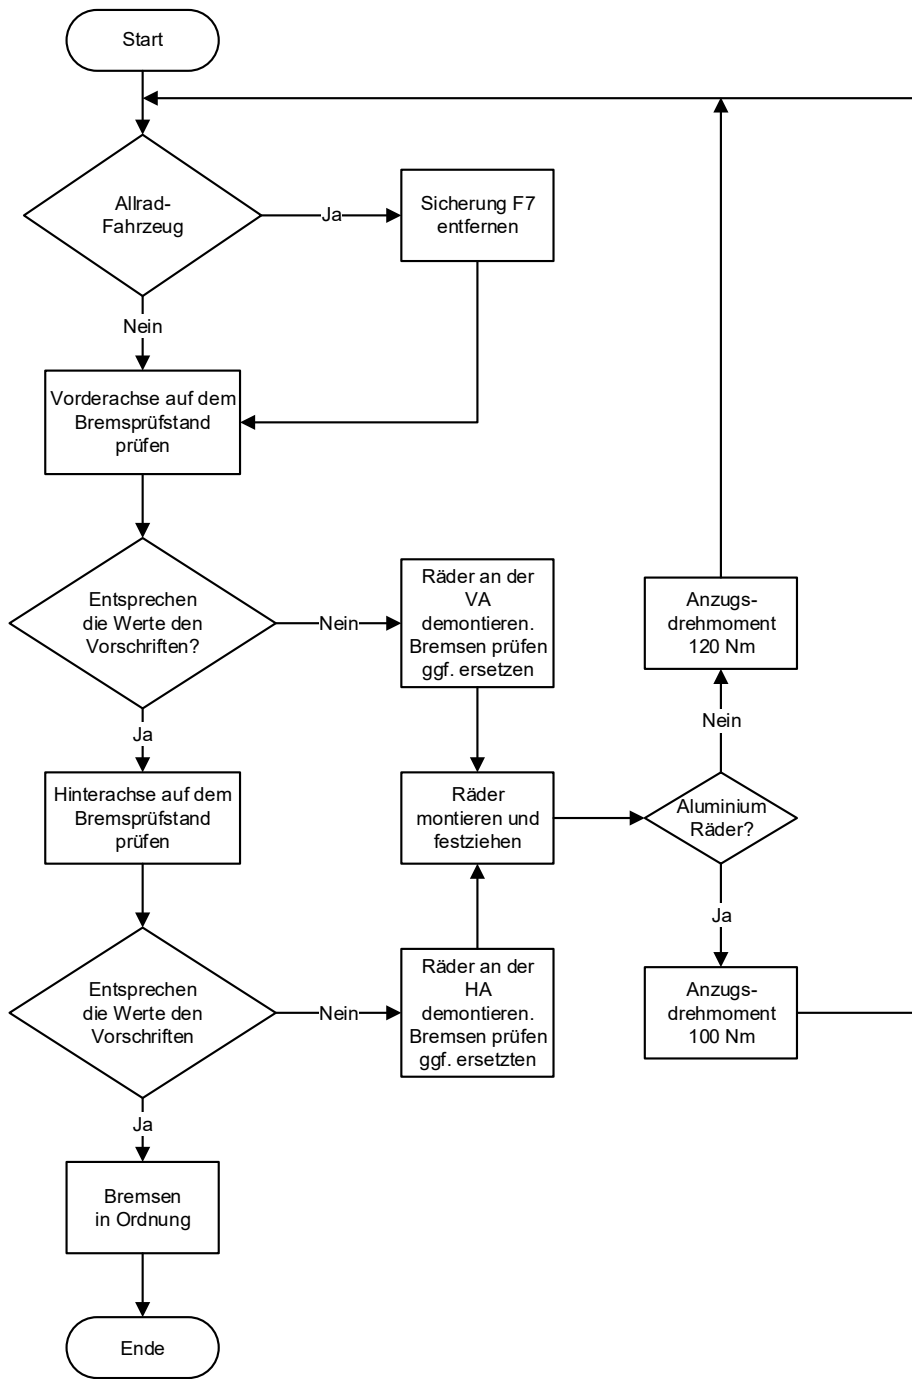 Start
Allrad-
Fahrzeug
Ja
Sicherung F7
entfernen
Nein
Vorderachse auf dem
Bremsprüfstand
prüfen
Entsprechen
die Werte den
Vorschriften?
Nein
Räder an der
VA
demontieren.
Bremsen prüfen
ggf. ersetzen
Anzugs-
drehmoment
120 Nm
Nein
Ja
Hinterachse auf dem
Bremsprüfstand
prüfen
Räder
montieren und
festziehen
Aluminium
Räder?
Ja
Entsprechen
die Werte den
Vorschriften
Nein
Räder an der
HA
demontieren.
Bremsen prüfen
ggf. ersetzten
Anzugs-
drehmoment
100 Nm
Ja
Bremsen
in Ordnung
Ende